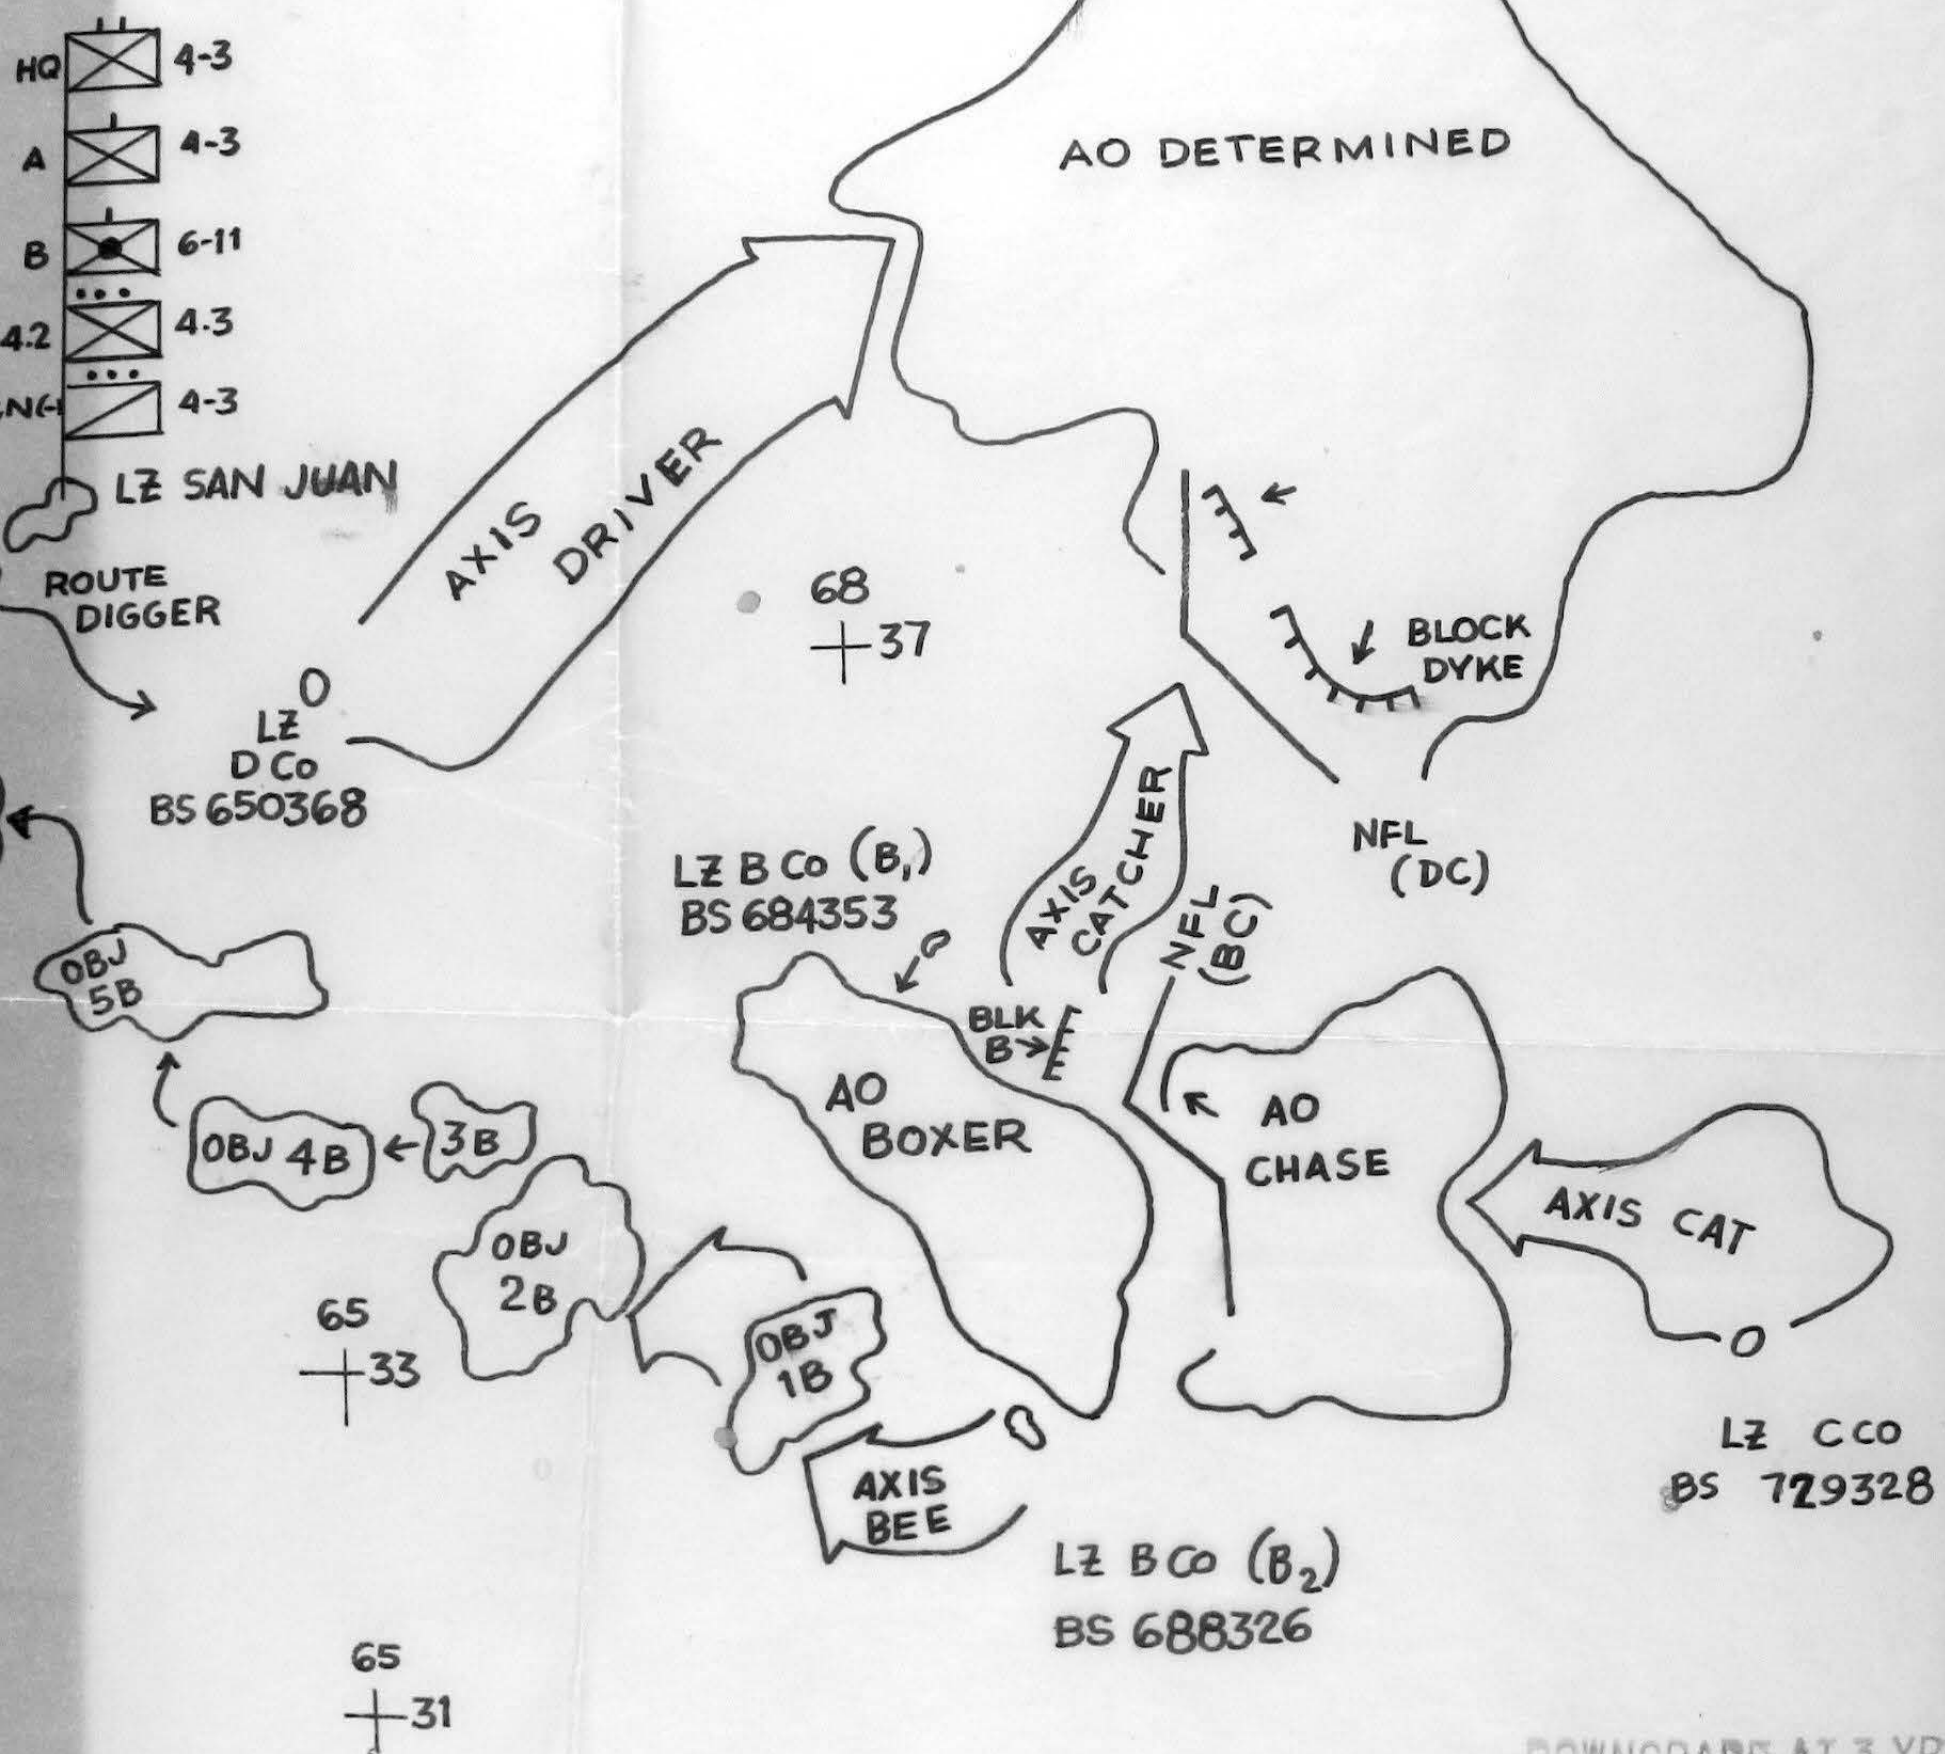 HQ 4-3
A 4-3
B 6-11
4.2 4.3
4-3
LZ SAN JUAN
ROUTE
DIGGER
AO DETERMINED
AXIS
DRIVER
68
37
BLOCK
DYKE
LZ
D Co
BS 650368
NFL
(DC)
LZ B Co (B1)
BS 684353
AXIS
CATCHER
NFL
(BC)
OBJ
5B
BLK
B
AO
BOXER
AO
CHASE
OBJ 4B
3B
AXIS CAT
OBJ
2B
65
33
OBJ
1B
LZ C CO
BS 729328
AXIS
BEE
LZ B Co (B2)
BS 688326
65
31